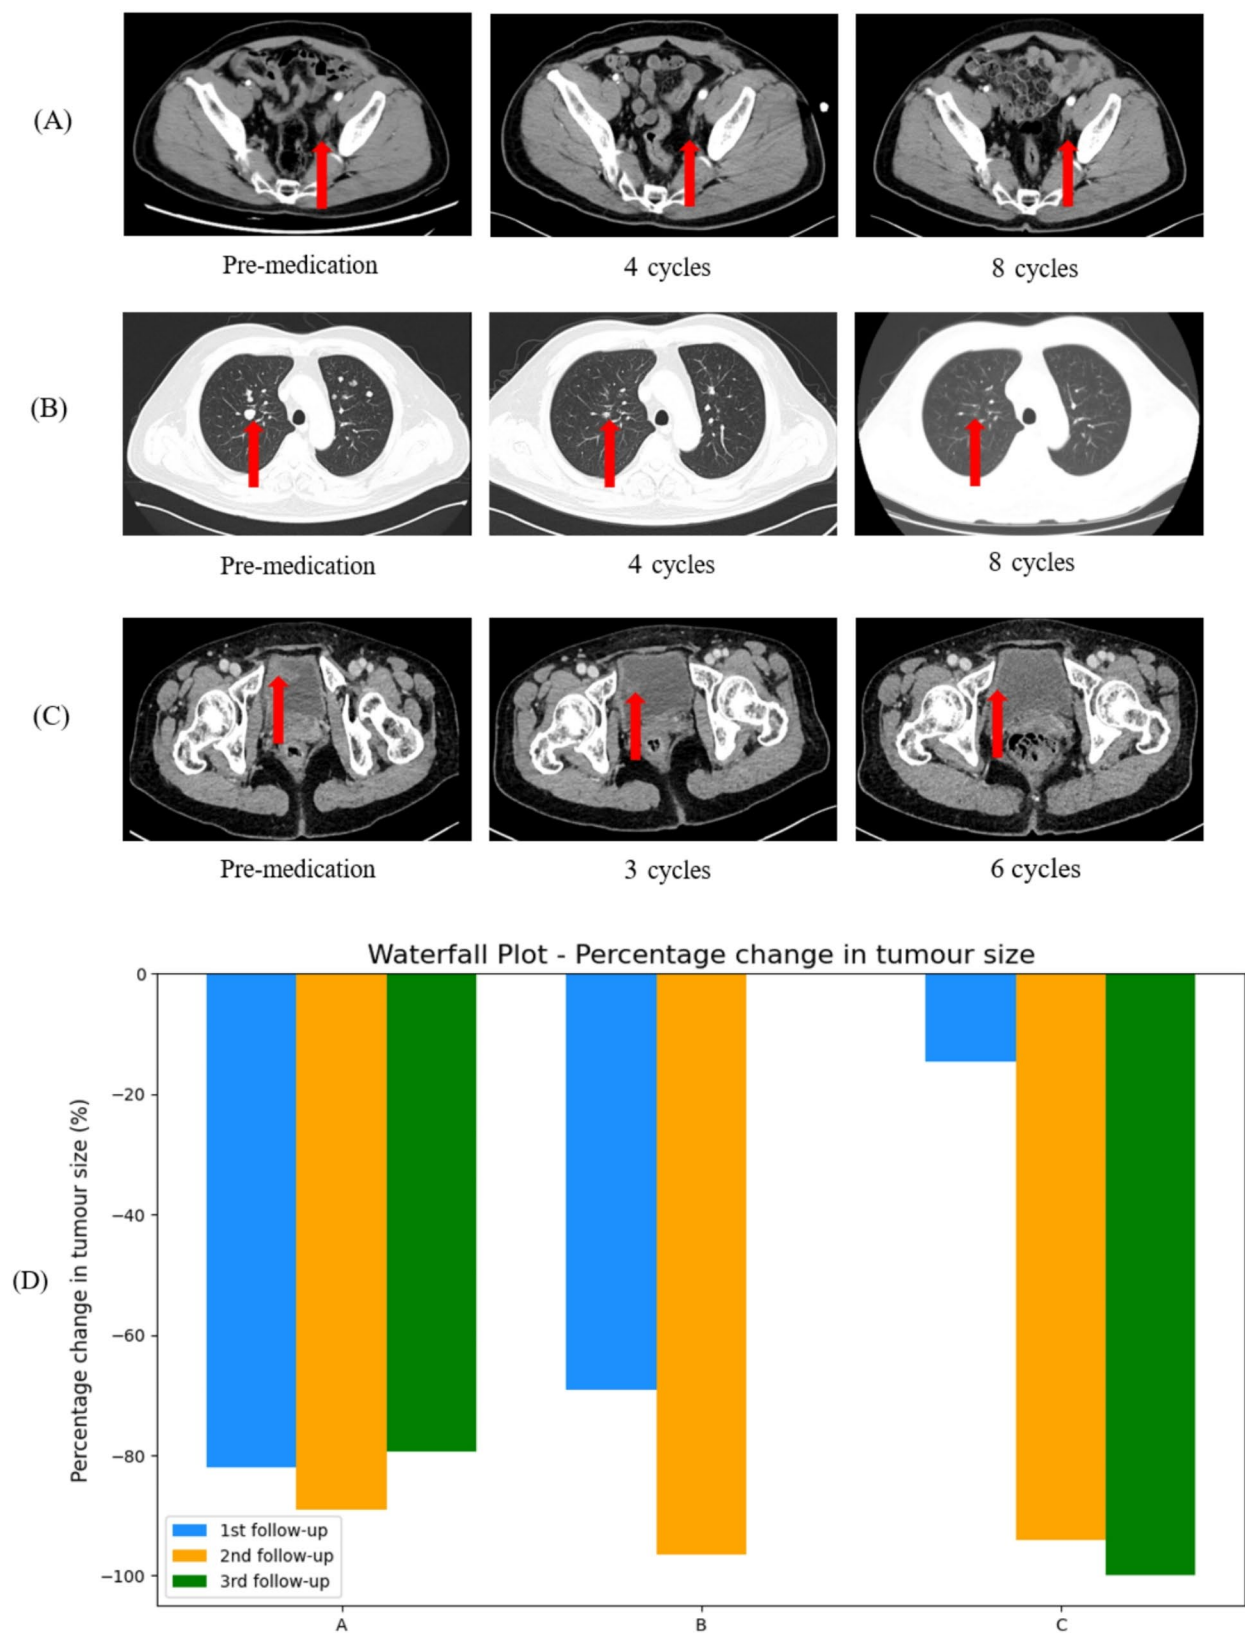 (A)
Pre-medication
4 cycles
8 cycles
(B)
Pre-medication
4 cycles
8 cycles
(C)
Pre-medication
3 cycles
6 cycles
(D)
Waterfall Plot - Percentage change in tumour size
Percentage change in tumour size (%)
0
−20
−40
−60
−80
−100
1st follow-up
2nd follow-up
3rd follow-up
A
B
C